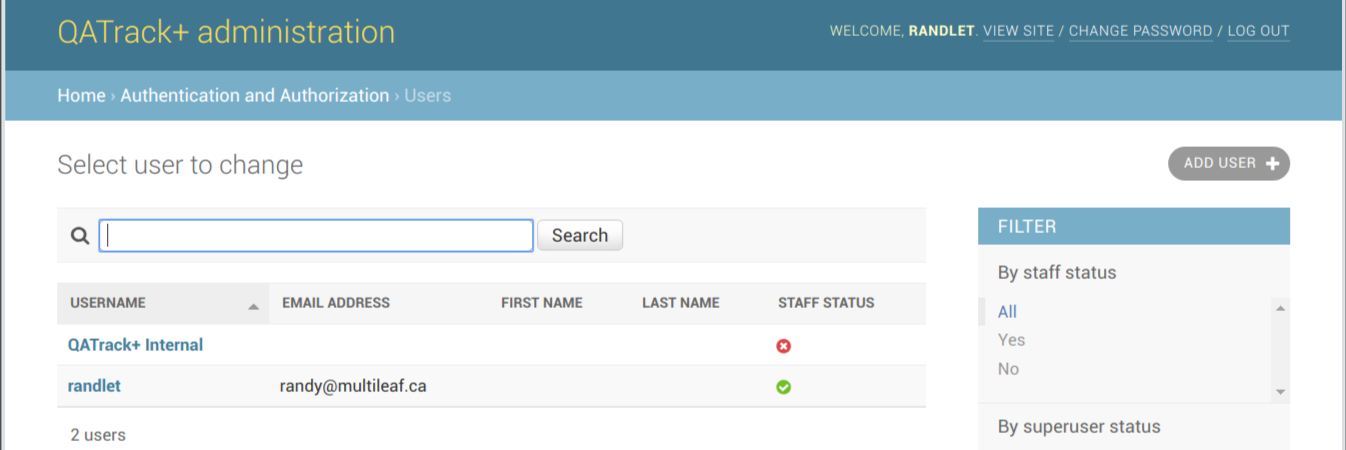 QATrack+ administration
WELCOME, RANDLET. VIEW SITE / CHANGE PASSWORD / LOG OUT
Home › Authentication and Authorization › Users
Select user to change
ADD USER
Search
USERNAME EMAIL ADDRESS FIRST NAME LAST NAME STAFF STATUS
QATrack+ Internal
randlet randy@multileaf.ca
2 users
FILTER
By staff status
All
Yes
No
By superuser status